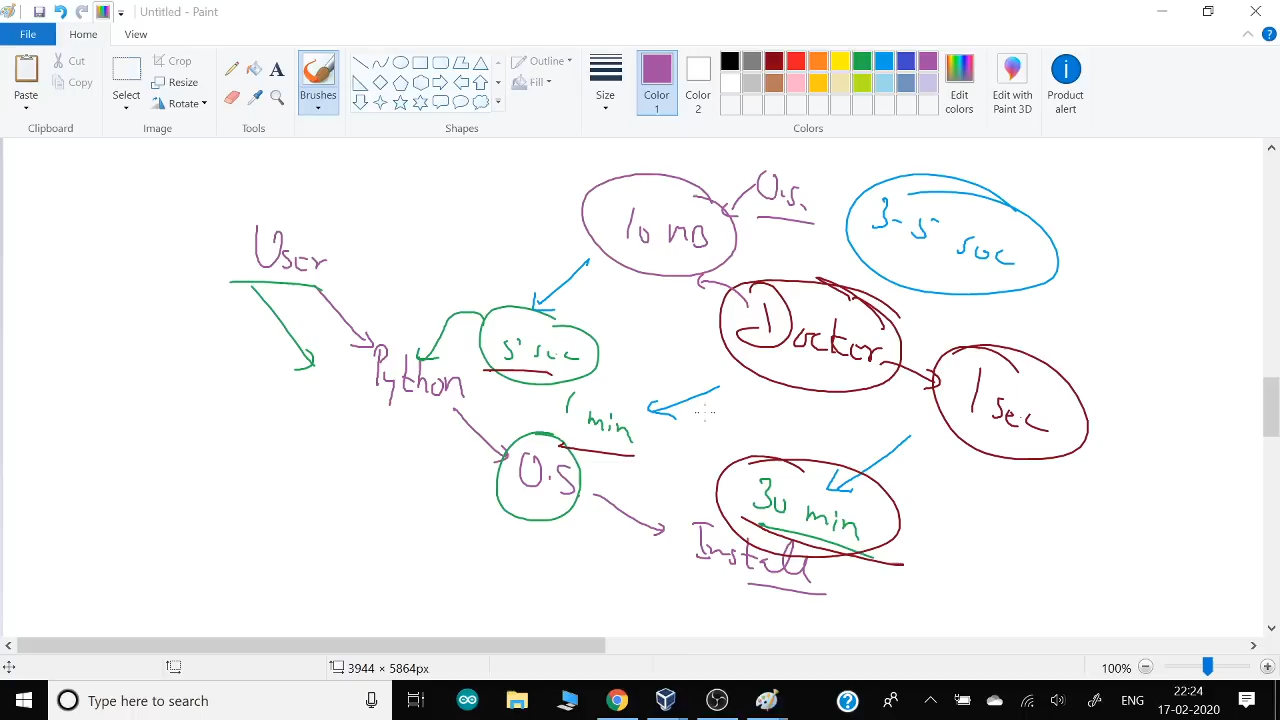 Untitled - Paint
File
Home
View
Paste
Cut
Copy
Clipboard
Select
Crop
Resize
Rotate
Image
Brushes
Tools
Shapes
Outline
Fill
Size
Color 1
Color 2
Colors
Edit colors
Edit with Paint 3D
Product alert
User
10 MB
O.S.
3-5 sec
Docker
5 sec
Python
1 min
1 sec
O.S
30 min
Install
3944 × 5864px
100%
Type here to search
ENG
22:24
17-02-2020